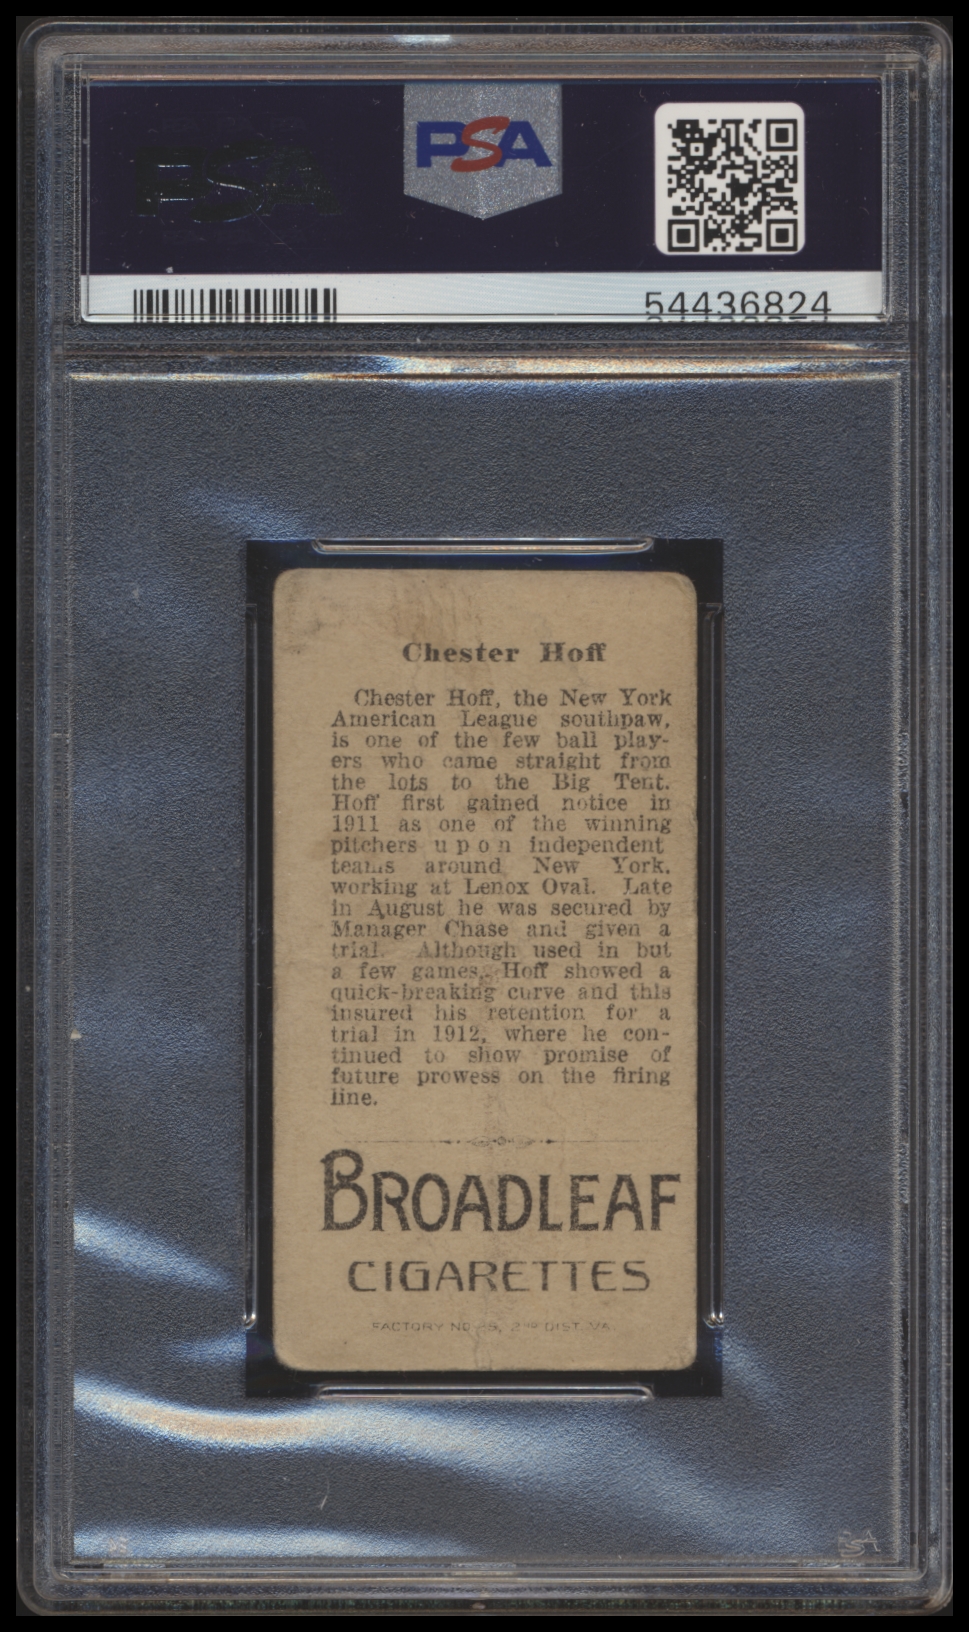 PSA
54436824
Chester Hoff
Chester Hoff, the New York
American League southpaw,
is one of the few ball play-
ers who came straight from
the lots to the Big Tent.
Hoff first gained notice in
1911 as one of the winning
pitchers upon independent
teams around New York,
working at Lenox Oval. Late
in August he was secured by
Manager Chase and given a
trial. Although used in but
a few games, Hoff showed a
quick-breaking curve and this
insured his retention for a
trial in 1912, where he con-
tinued to show promise of
future prowess on the firing
line.
BROADLEAF
CIGARETTES
FACTORY NO 2ND DIST. VA.
PSA